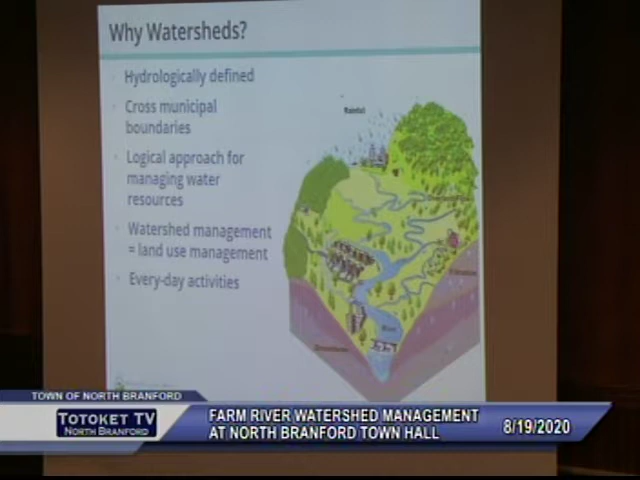 Why Watersheds?
Hydrologically defined
Cross municipal
boundaries
Logical approach for
managing water
resources
Watershed management
= land use management
Every-day activities
Rainfall
River
TOWN OF NORTH BRANFORD
TOTOKET TV
NORTH BRANFORD
FARM RIVER WATERSHED MANAGEMENT
AT NORTH BRANFORD TOWN HALL
8/19/2020